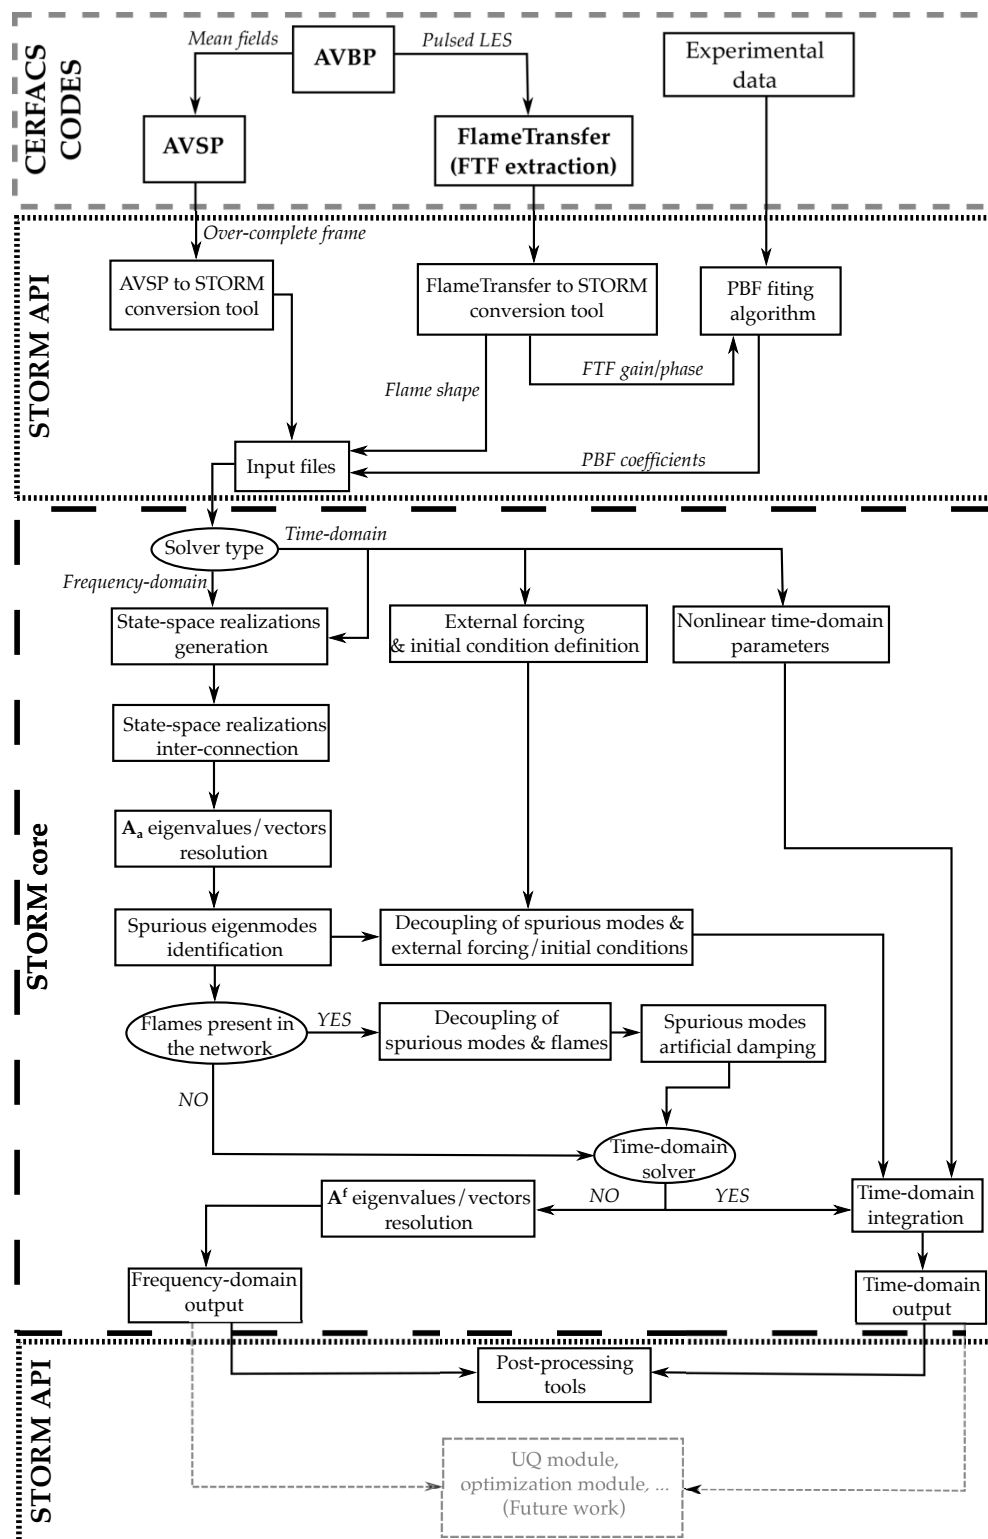 CERFACS
CODES
Mean fields
AVBP
Pulsed LES
Experimental
data
AVSP
FlameTransfer
(FTF extraction)
STORM API
Over-complete frame
AVSP to STORM
conversion tool
FlameTransfer to STORM
conversion tool
PBF fiting
algorithm
FTF gain/phase
Flame shape
Input files
PBF coefficients
STORM core
Solver type
Time-domain
Frequency-domain
State-space realizations
generation
External forcing
& initial condition definition
Nonlinear time-domain
parameters
State-space realizations
inter-connection
Aa eigenvalues/vectors
resolution
Spurious eigenmodes
identification
Decoupling of spurious modes &
external forcing/initial conditions
Flames present in
the network
YES
Decoupling of
spurious modes & flames
Spurious modes
artificial damping
NO
Time-domain
solver
NO
YES
Af eigenvalues/vectors
resolution
Time-domain
integration
Frequency-domain
output
Time-domain
output
STORM API
Post-processing
tools
UQ module,
optimization module, ...
(Future work)